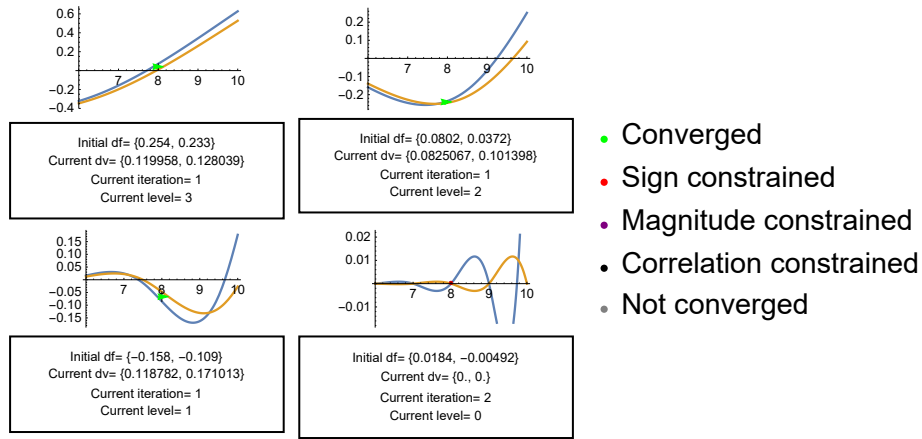 0.6
0.4
0.2
−0.2
−0.4
7 8 9 10
Initial df= {0.254, 0.233}
Current dv= {0.119958, 0.128039}
Current iteration= 1
Current level= 3
0.2
0.1
−0.1
−0.2
7 8 9 10
Initial df= {0.0802, 0.0372}
Current dv= {0.0825067, 0.101398}
Current iteration= 1
Current level= 2
0.15
0.10
0.05
−0.05
−0.10
−0.15
7 8 9 10
Initial df= {−0.158, −0.109}
Current dv= {0.118782, 0.171013}
Current iteration= 1
Current level= 1
0.02
0.01
−0.01
7 8 9 10
Initial df= {0.0184, −0.00492}
Current dv= {0., 0.}
Current iteration= 2
Current level= 0
Converged
Sign constrained
Magnitude constrained
Correlation constrained
Not converged